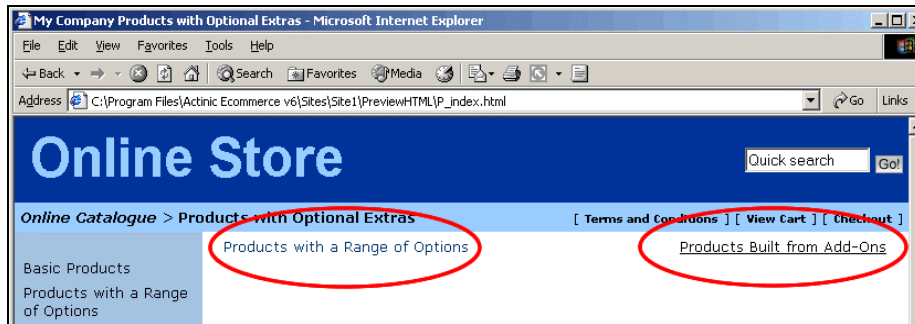 My Company Products with Optional Extras - Microsoft Internet Explorer
File Edit View Favorites Tools Help
Back Search Favorites Media
Address C:\Program Files\Actinic Ecommerce v6\Sites\Site1\PreviewHTML\P_index.html Go Links
Online Store
Quick search Go!
Online Catalogue > Products with Optional Extras [ Terms and Conditions ] [ View Cart ] [ Checkout ]
Products with a Range of Options Products Built from Add-Ons
Basic Products
Products with a Range
of Options